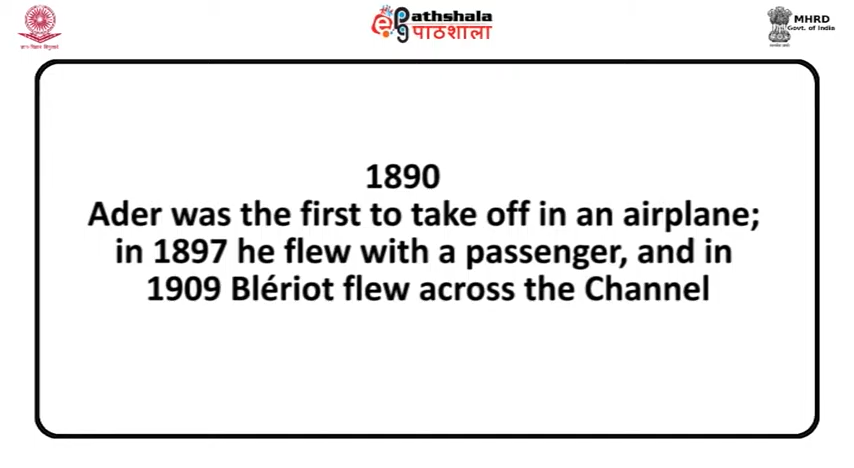 ePathshala
pg पाठशाला
MHRD
Govt. of India
1890
Ader was the first to take off in an airplane;
in 1897 he flew with a passenger, and in
1909 Blériot flew across the Channel